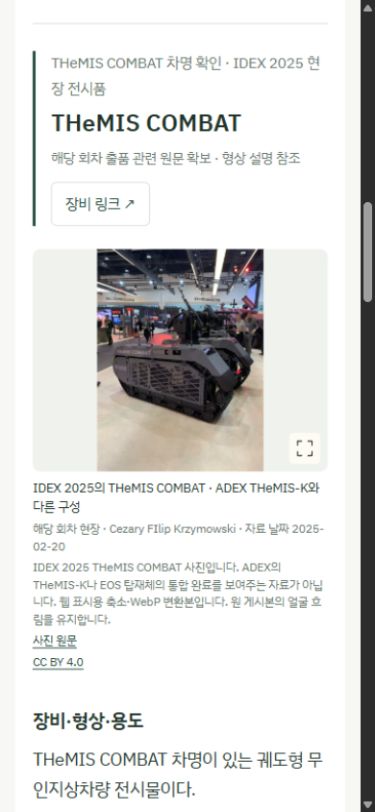 THeMIS COMBAT 차명 확인 · IDEX 2025 현
장 전시품
THeMIS COMBAT
해당 회차 출품 관련 원문 확보 · 형상 설명 참조
장비 링크 ↗
IDEX 2025의 THeMIS COMBAT · ADEX THeMIS-K와
다른 구성
해당 회차 현장 · Cezary FIlip Krzymowski · 자료 날짜 2025-
02-20
IDEX 2025 THeMIS COMBAT 사진입니다. ADEX의
THeMIS-K나 EOS 탑재체의 통합 완료를 보여주는 자료가 아닙
니다. 웹 표시용 축소·WebP 변환본입니다. 원 게시본의 얼굴 흐
림을 유지합니다.
사진 원문
CC BY 4.0
장비·형상·용도
THeMIS COMBAT 차명이 있는 궤도형 무
인지상차량 전시물이다.